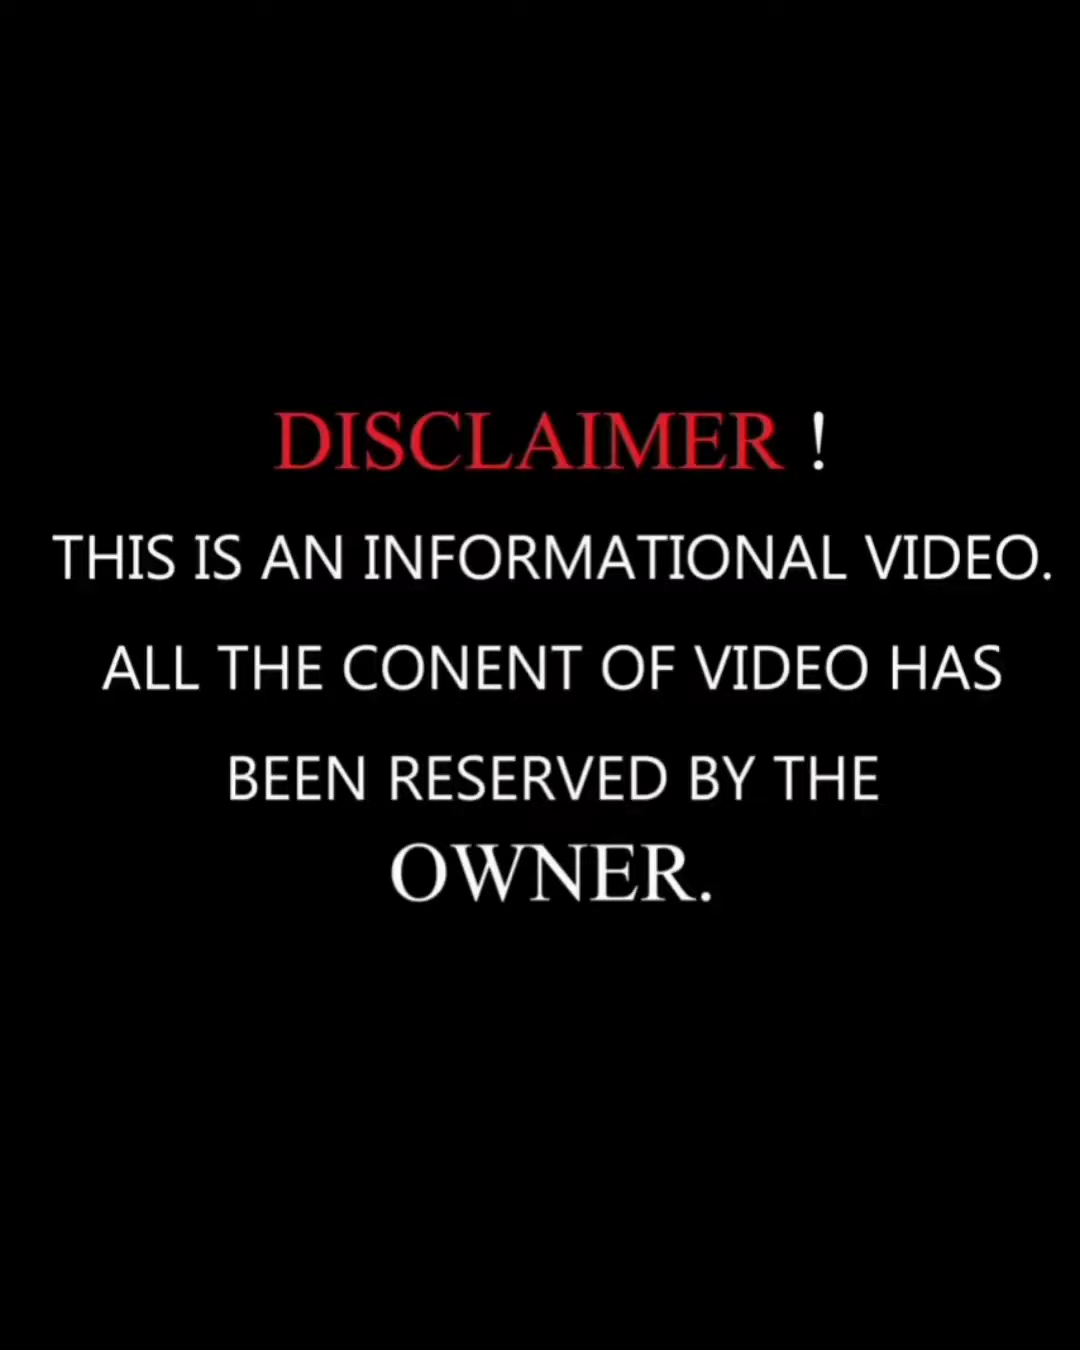 DISCLAIMER !
THIS IS AN INFORMATIONAL VIDEO.
ALL THE CONENT OF VIDEO HAS
BEEN RESERVED BY THE
OWNER.